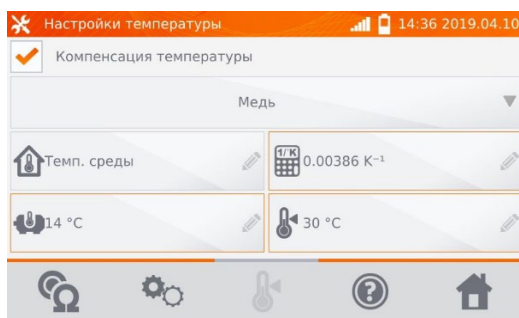 Настройки температуры 14:36 2019.04.10
Компенсация температуры
Медь
Темп. среды
1/K 0.00386 K⁻¹
14 °C
30 °C